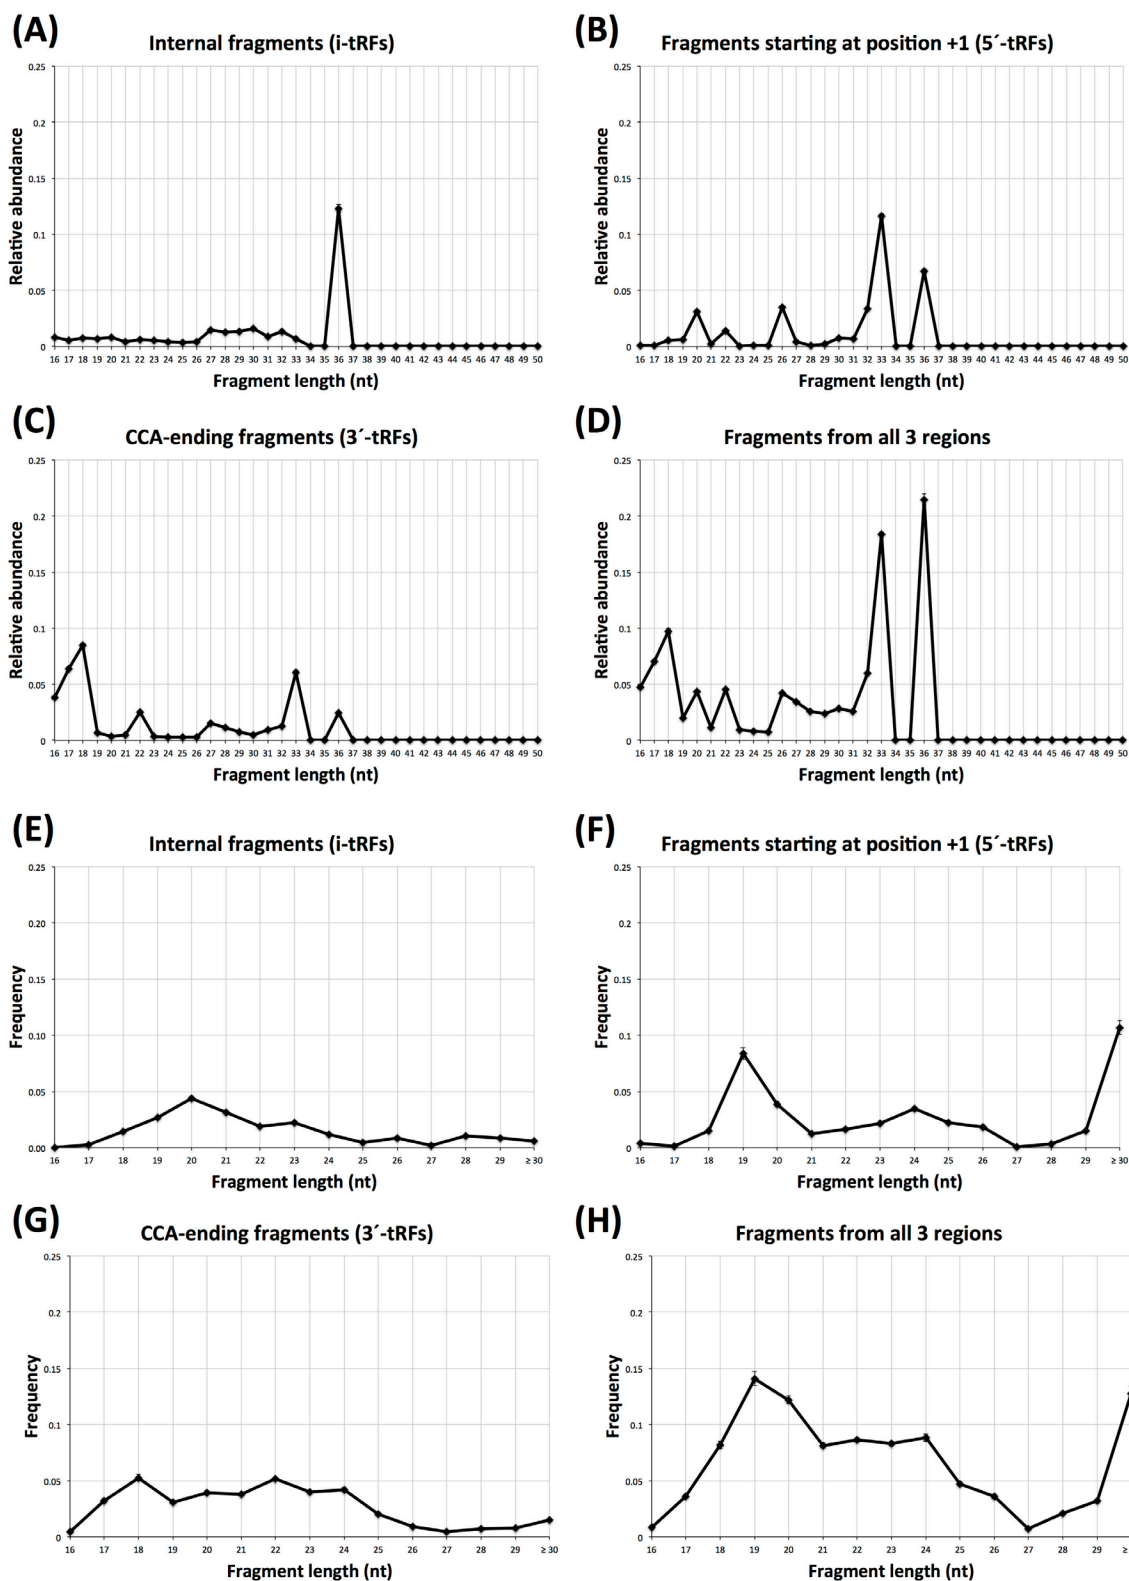 (A)
Internal fragments (i-tRFs)
0.25
0.2
0.15
0.1
0.05
0
Relative abundance
16 17 18 19 20 21 22 23 24 25 26 27 28 29 30 31 32 33 34 35 36 37 38 39 40 41 42 43 44 45 46 47 48 49 50
Fragment length (nt)
(B)
Fragments starting at position +1 (5´-tRFs)
0.25
0.2
0.15
0.1
0.05
0
Relative abundance
16 17 18 19 20 21 22 23 24 25 26 27 28 29 30 31 32 33 34 35 36 37 38 39 40 41 42 43 44 45 46 47 48 49 50
Fragment length (nt)
(C)
CCA-ending fragments (3´-tRFs)
0.25
0.2
0.15
0.1
0.05
0
Relative abundance
16 17 18 19 20 21 22 23 24 25 26 27 28 29 30 31 32 33 34 35 36 37 38 39 40 41 42 43 44 45 46 47 48 49 50
Fragment length (nt)
(D)
Fragments from all 3 regions
0.25
0.2
0.15
0.1
0.05
0
Relative abundance
16 17 18 19 20 21 22 23 24 25 26 27 28 29 30 31 32 33 34 35 36 37 38 39 40 41 42 43 44 45 46 47 48 49 50
Fragment length (nt)
(E)
Internal fragments (i-tRFs)
0.25
0.20
0.15
0.10
0.05
0.00
Frequency
16 17 18 19 20 21 22 23 24 25 26 27 28 29 ≥ 30
Fragment length (nt)
(F)
Fragments starting at position +1 (5´-tRFs)
0.25
0.2
0.15
0.1
0.05
0
Frequency
16 17 18 19 20 21 22 23 24 25 26 27 28 29 ≥ 30
Fragment length (nt)
(G)
CCA-ending fragments (3´-tRFs)
0.25
0.2
0.15
0.1
0.05
0
Frequency
16 17 18 19 20 21 22 23 24 25 26 27 28 29 ≥ 30
Fragment length (nt)
(H)
Fragments from all 3 regions
0.25
0.2
0.15
0.1
0.05
0
Frequency
16 17 18 19 20 21 22 23 24 25 26 27 28 29 ≥
Fragment length (nt)